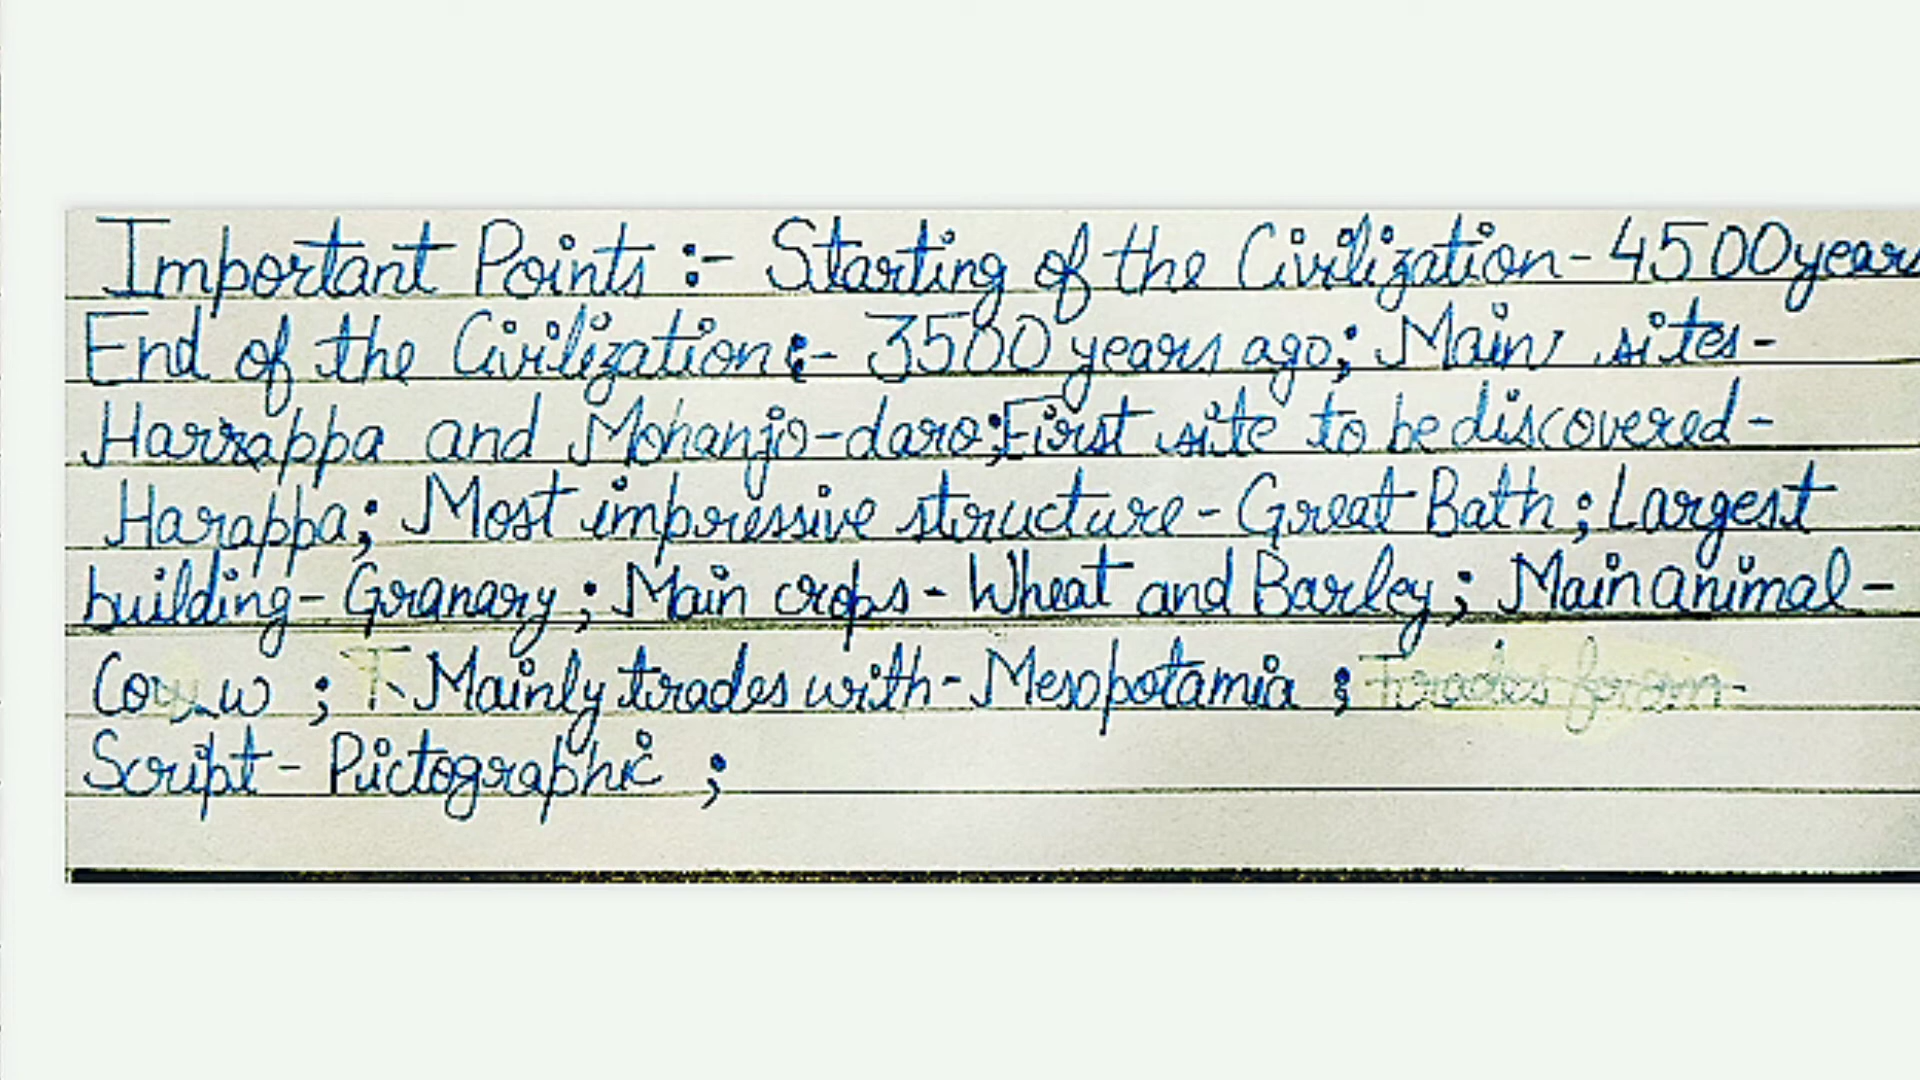 Important Points :- Starting of the Civilization - 4500 years
End of the Civilization :- 3500 years ago; Main sites -
Harrappa and Mohanjo-daro; First site to be discovered -
Harappa; Most impressive structure - Great Bath ; Largest
building - Granary ; Main crops - Wheat and Barley ; Main animal -
Cow ; Mainly trades with - Mesopotamia ; Trades
Script - Pictographic ;